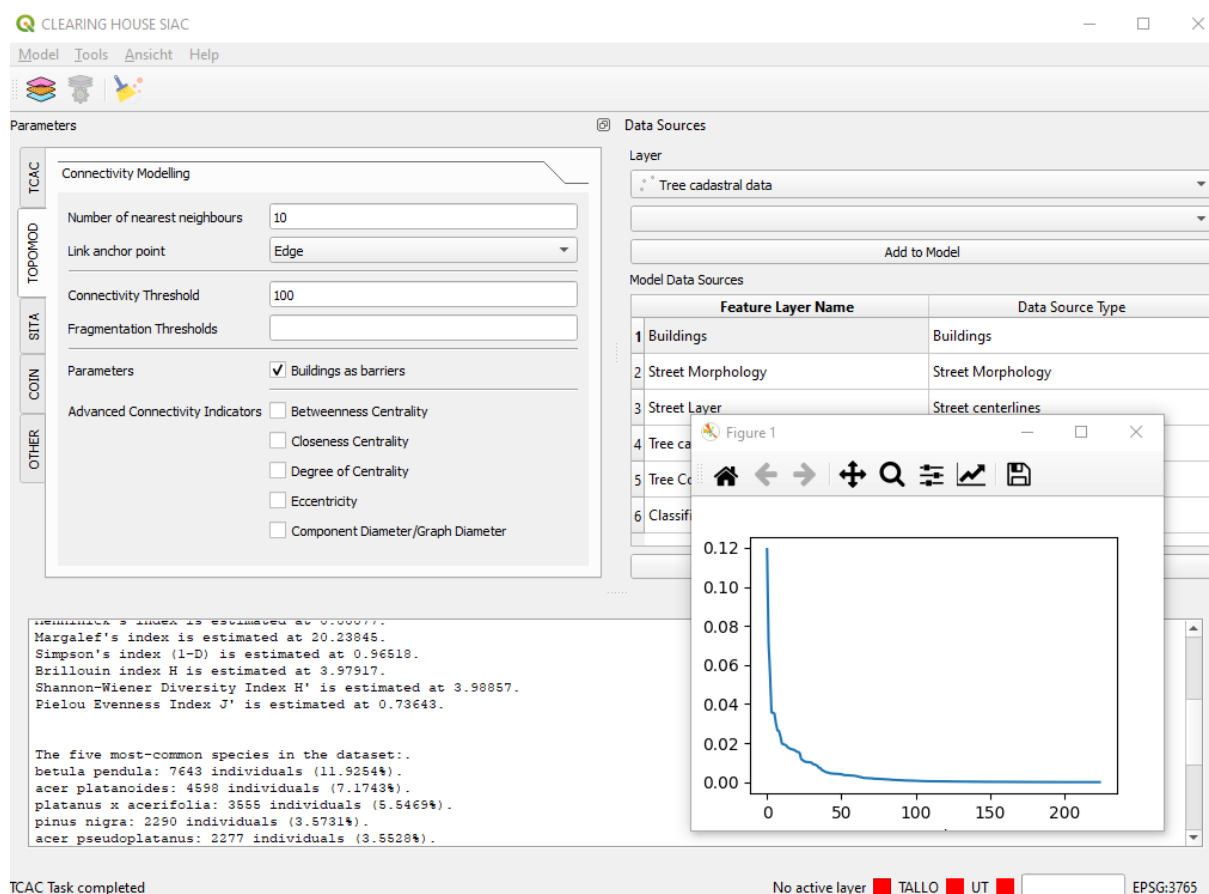 CLEARING HOUSE SIAC
Model Tools Ansicht Help
Parameters
Data Sources
TCAC
TOPOMOD
SITA
COIN
OTHER
Connectivity Modelling
Number of nearest neighbours 10
Link anchor point Edge
Connectivity Threshold 100
Fragmentation Thresholds
Parameters Buildings as barriers
Advanced Connectivity Indicators Betweenness Centrality
Closeness Centrality
Degree of Centrality
Eccentricity
Component Diameter/Graph Diameter
Layer
Tree cadastral data
Add to Model
Model Data Sources
Feature Layer Name Data Source Type
1 Buildings Buildings
2 Street Morphology Street Morphology
3 Street Layer Street centerlines
4 Tree ca
5 Tree Co
6 Classifi
Figure 1
0.12
0.10
0.08
0.06
0.04
0.02
0.00
0 50 100 150 200
index is estimated at
Margalef's index is estimated at 20.23845.
Simpson's index (1-D) is estimated at 0.96518.
Brillouin index H is estimated at 3.97917.
Shannon-Wiener Diversity Index H' is estimated at 3.98857.
Pielou Evenness Index J' is estimated at 0.73643.
The five most-common species in the dataset:.
betula pendula: 7643 individuals (11.9254%).
acer platanoides: 4598 individuals (7.1743%).
platanus x acerifolia: 3555 individuals (5.5469%).
pinus nigra: 2290 individuals (3.5731%).
acer pseudoplatanus: 2277 individuals (3.5528%).
TCAC Task completed
No active layer TALLO UT EPSG:3765